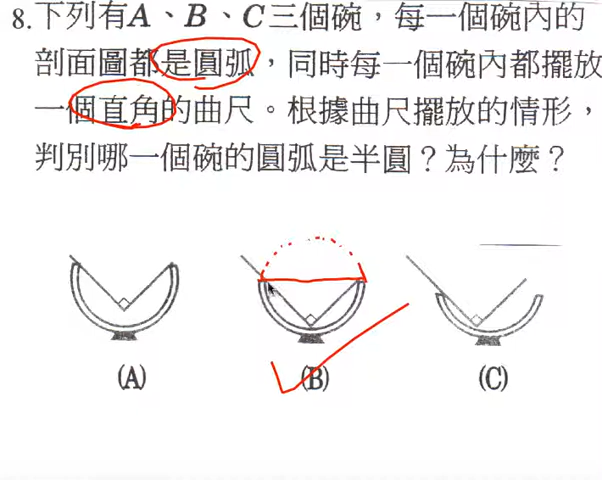 8.下列有A、B、C三個碗，每一個碗內的
剖面圖都是圓弧，同時每一個碗內都擺放
一個直角的曲尺。根據曲尺擺放的情形，
判別哪一個碗的圓弧是半圓？為什麼？
(A) (B) (C)